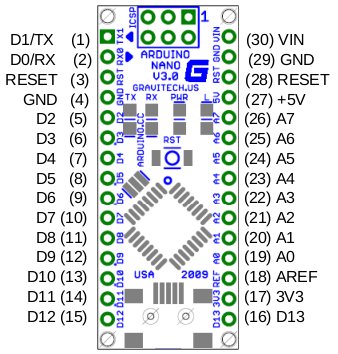 ICSP
1
D1/TX (1)
D0/RX (2)
RESET (3)
GND (4)
D2 (5)
D3 (6)
D4 (7)
D5 (8)
D6 (9)
D7 (10)
D8 (11)
D9 (12)
D10 (13)
D11 (14)
D12 (15)
TX1
RX0
RST
GND
D2
D3
D4
D5
D6
D7
D8
D9
D10
D11
D12
ARDUINO
NANO
V3.0
G
GRAVITECH.US
TX RX PWR L
ARDUINO.CC
RST
USA 2009
VIN
GND
RST
5V
A7
A6
A5
A4
A3
A2
A1
A0
REF
3V3
D13
(30) VIN
(29) GND
(28) RESET
(27) +5V
(26) A7
(25) A6
(24) A5
(23) A4
(22) A3
(21) A2
(20) A1
(19) A0
(18) AREF
(17) 3V3
(16) D13